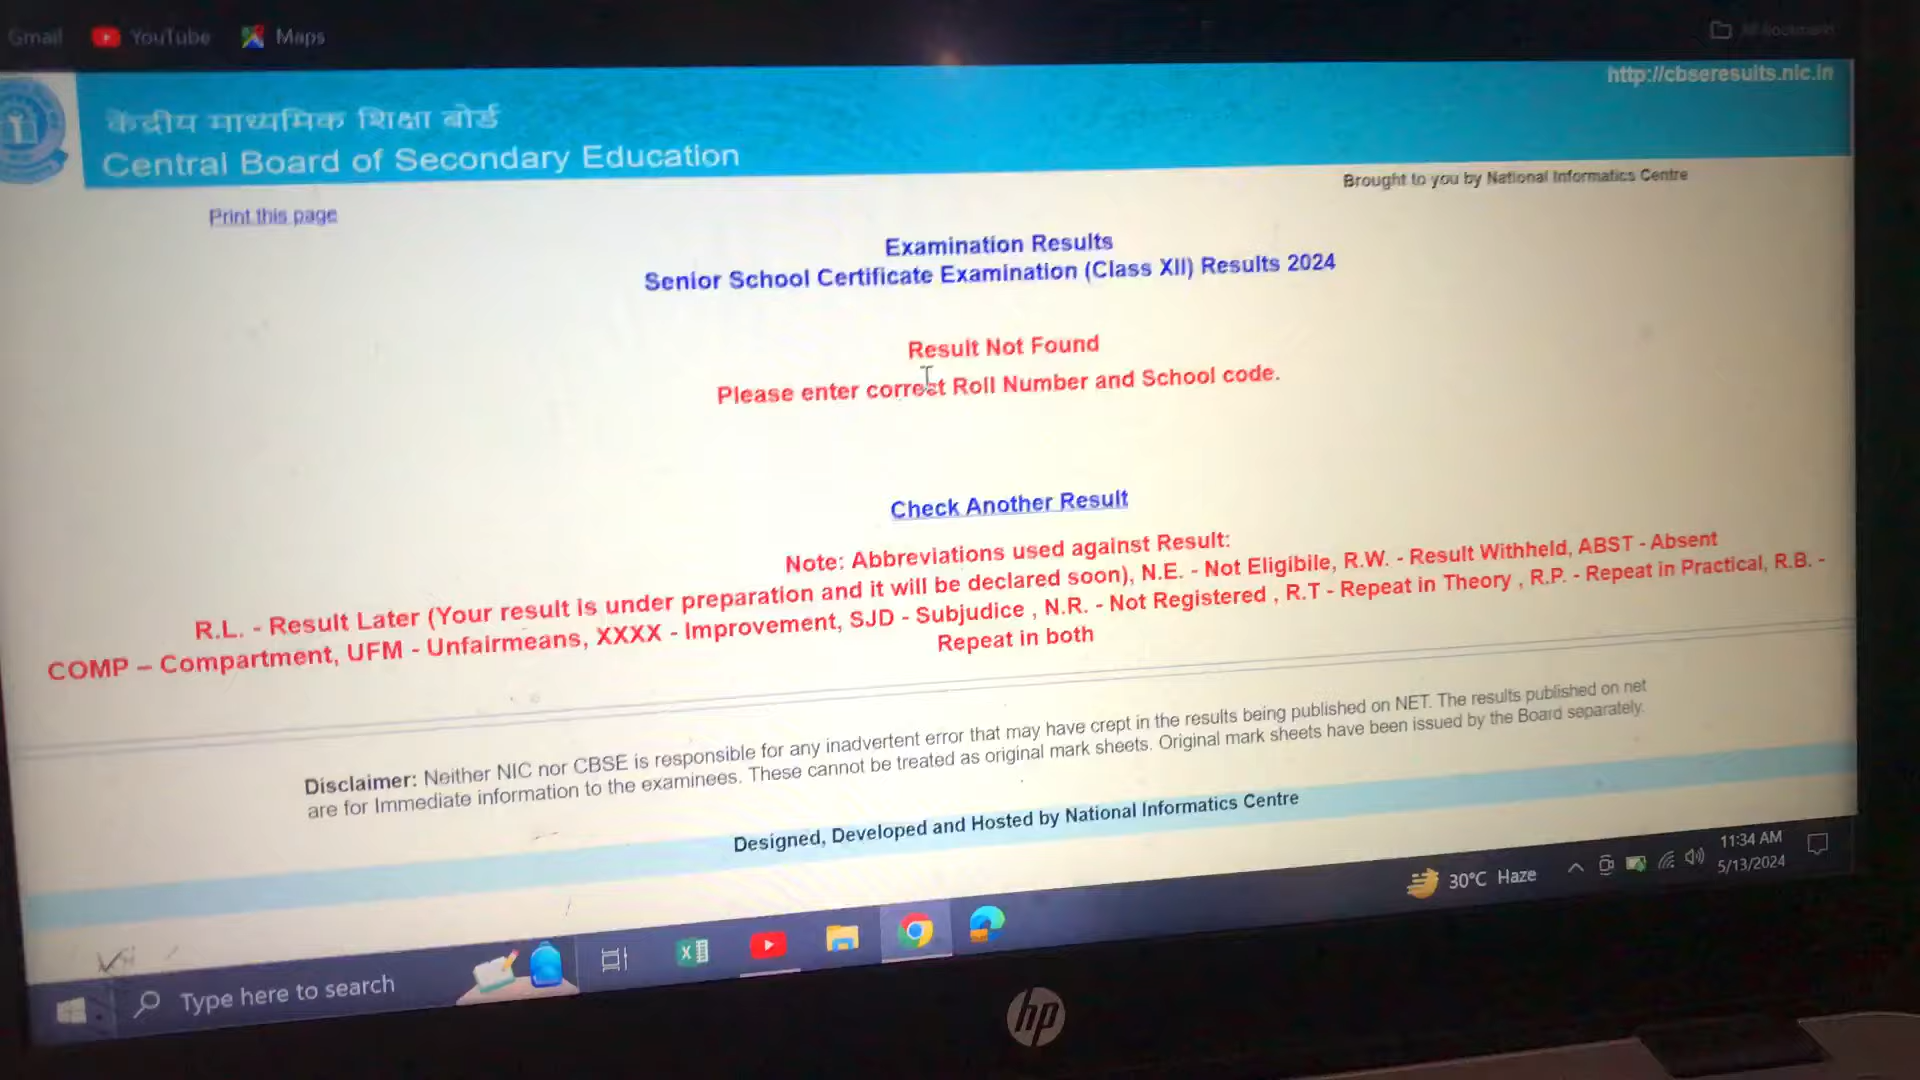 Gmail YouTube Maps
http://cbseresults.nic.in
केंद्रीय माध्यमिक शिक्षा बोर्ड
Central Board of Secondary Education
Brought to you by National Informatics Centre
Print this page
Examination Results
Senior School Certificate Examination (Class XII) Results 2024
Result Not Found
Please enter correct Roll Number and School code.
Check Another Result
Note: Abbreviations used against Result:
R.L. - Result Later (Your result is under preparation and it will be declared soon), N.E. - Not Eligibile, R.W. - Result Withheld, ABST - Absent
COMP – Compartment, UFM - Unfairmeans, XXXX - Improvement, SJD - Subjudice , N.R. - Not Registered , R.T - Repeat in Theory , R.P. - Repeat in Practical, R.B. -
Repeat in both
Disclaimer: Neither NIC nor CBSE is responsible for any inadvertent error that may have crept in the results being published on NET. The results published on net
are for Immediate information to the examinees. These cannot be treated as original mark sheets. Original mark sheets have been issued by the Board separately.
Designed, Developed and Hosted by National Informatics Centre
Type here to search
30°C Haze
11:34 AM
5/13/2024
hp